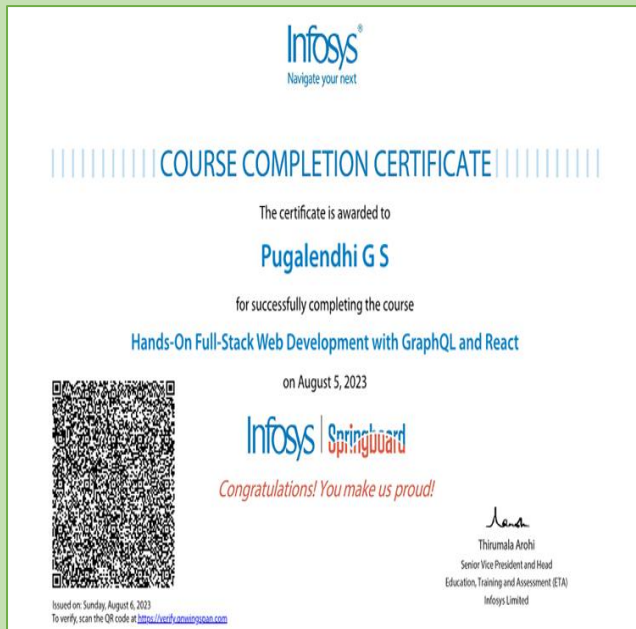 Infosys®
Navigate your next
COURSE COMPLETION CERTIFICATE
The certificate is awarded to
Pugalendhi G S
for successfully completing the course
Hands-On Full-Stack Web Development with GraphQL and React
on August 5, 2023
Infosys | Springboard
Congratulations! You make us proud!
Thirumala Arohi
Senior Vice President and Head
Education, Training and Assessment (ETA)
Infosys Limited
Issued on: Sunday, August 6, 2023
To verify, scan the QR code at https://verify.onwingspan.com